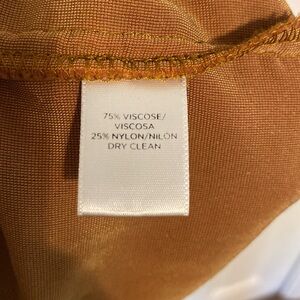 75% VISCOSE/
VISCOSA
25% NYLON/NILON
DRY CLEAN